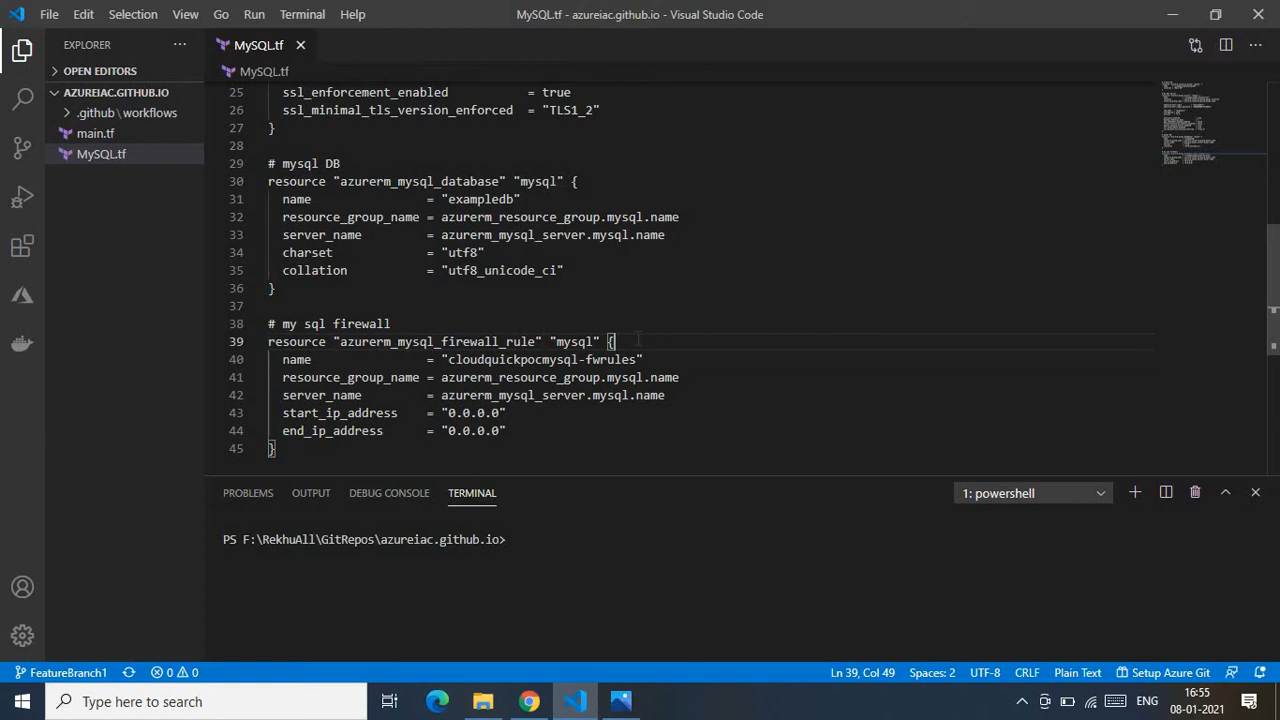 File Edit Selection View Go Run Terminal Help MySQL.tf - azureiac.github.io - Visual Studio Code
EXPLORER
MySQL.tf
OPEN EDITORS
MySQL.tf
AZUREIAC.GITHUB.IO
.github\workflows
main.tf
MySQL.tf
25 ssl_enforcement_enabled = true
26 ssl_minimal_tls_version_enforced = "TLS1_2"
27 }
28
29 # mysql DB
30 resource "azurerm_mysql_database" "mysql" {
31 name = "exampledb"
32 resource_group_name = azurerm_resource_group.mysql.name
33 server_name = azurerm_mysql_server.mysql.name
34 charset = "utf8"
35 collation = "utf8_unicode_ci"
36 }
37
38 # my sql firewall
39 resource "azurerm_mysql_firewall_rule" "mysql" {
40 name = "cloudquickpocmysql-fwrules"
41 resource_group_name = azurerm_resource_group.mysql.name
42 server_name = azurerm_mysql_server.mysql.name
43 start_ip_address = "0.0.0.0"
44 end_ip_address = "0.0.0.0"
45 }
PROBLEMS OUTPUT DEBUG CONSOLE TERMINAL 1: powershell
PS F:\RekhuAll\GitRepos\azureiac.github.io>
FeatureBranch1 0 0 Ln 39, Col 49 Spaces: 2 UTF-8 CRLF Plain Text Setup Azure Git
Type here to search
ENG
16:55
08-01-2021